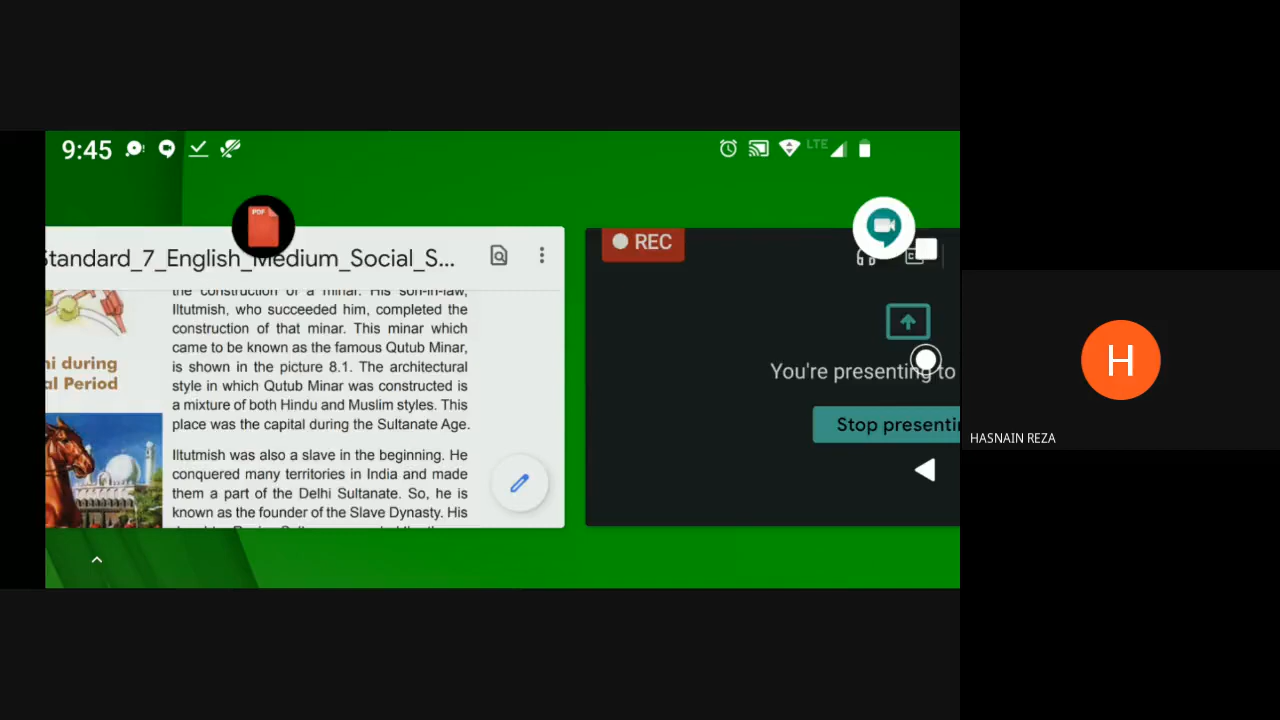 9:45
LTE
PDF
Standard_7_English_Medium_Social_S...
the construction of a minar. His son-in-law,
Iltutmish, who succeeded him, completed the
construction of that minar. This minar which
came to be known as the famous Qutub Minar,
is shown in the picture 8.1. The architectural
style in which Qutub Minar was constructed is
a mixture of both Hindu and Muslim styles. This
place was the capital during the Sultanate Age.
Iltutmish was also a slave in the beginning. He
conquered many territories in India and made
them a part of the Delhi Sultanate. So, he is
known as the founder of the Slave Dynasty. His
hi during
al Period
REC
You're presenting to
Stop presenti
H
HASNAIN REZA